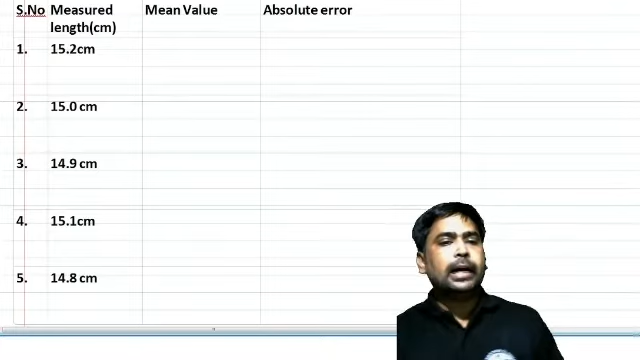 S.No Measured length(cm) Mean Value Absolute error
1. 15.2cm
2. 15.0 cm
3. 14.9 cm
4. 15.1cm
5. 14.8 cm